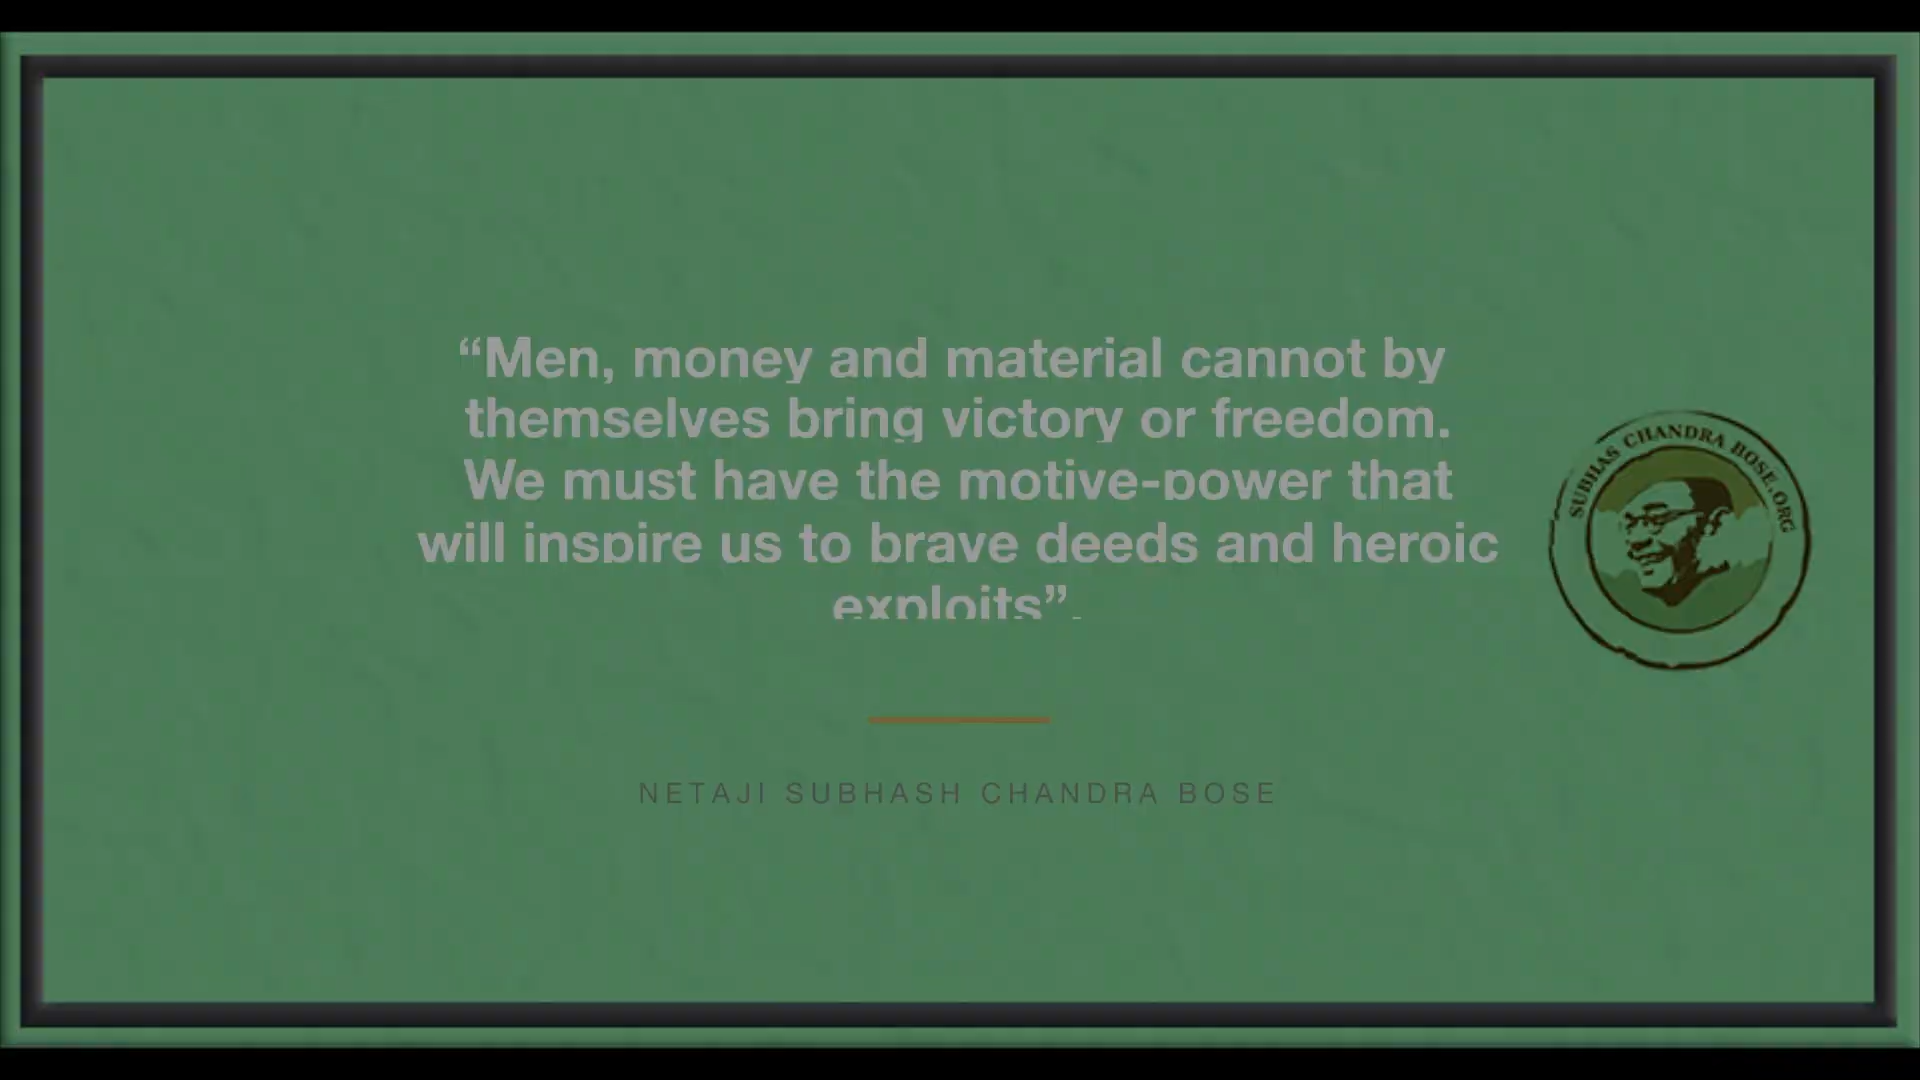 “Men, money and material cannot by
themselves bring victory or freedom.
We must have the motive-power that
will inspire us to brave deeds and heroic
exploits”.
SUBHAS CHANDRA BOSE.ORG
NETAJI SUBHASH CHANDRA BOSE